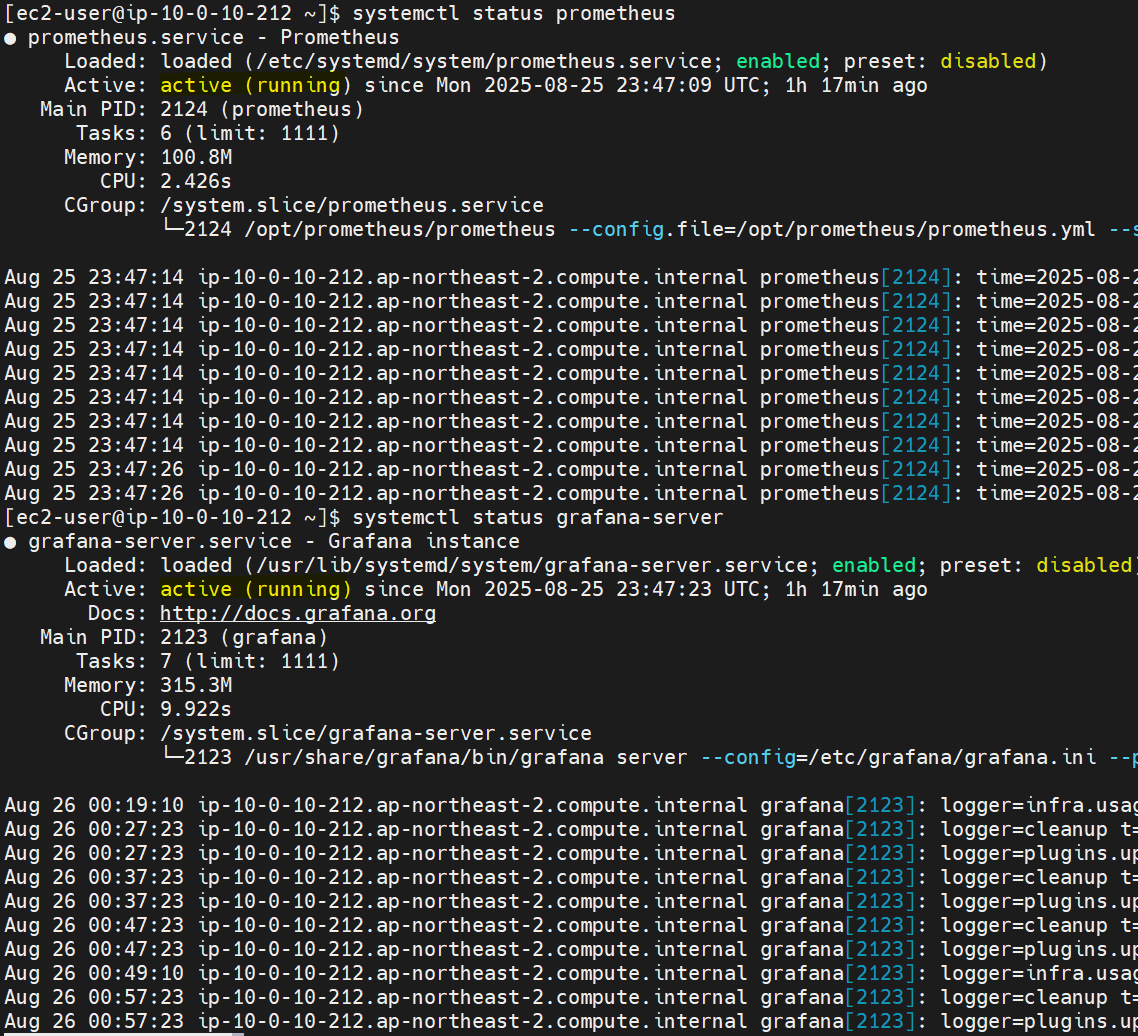 [ec2-user@ip-10-0-10-212 ~]$ systemctl status prometheus
● prometheus.service - Prometheus
     Loaded: loaded (/etc/systemd/system/prometheus.service; enabled; preset: disabled)
     Active: active (running) since Mon 2025-08-25 23:47:09 UTC; 1h 17min ago
   Main PID: 2124 (prometheus)
      Tasks: 6 (limit: 1111)
     Memory: 100.8M
        CPU: 2.426s
     CGroup: /system.slice/prometheus.service
             └─2124 /opt/prometheus/prometheus --config.file=/opt/prometheus/prometheus.yml --s

Aug 25 23:47:14 ip-10-0-10-212.ap-northeast-2.compute.internal prometheus[2124]: time=2025-08-2
Aug 25 23:47:14 ip-10-0-10-212.ap-northeast-2.compute.internal prometheus[2124]: time=2025-08-2
Aug 25 23:47:14 ip-10-0-10-212.ap-northeast-2.compute.internal prometheus[2124]: time=2025-08-2
Aug 25 23:47:14 ip-10-0-10-212.ap-northeast-2.compute.internal prometheus[2124]: time=2025-08-2
Aug 25 23:47:14 ip-10-0-10-212.ap-northeast-2.compute.internal prometheus[2124]: time=2025-08-2
Aug 25 23:47:14 ip-10-0-10-212.ap-northeast-2.compute.internal prometheus[2124]: time=2025-08-2
Aug 25 23:47:14 ip-10-0-10-212.ap-northeast-2.compute.internal prometheus[2124]: time=2025-08-2
Aug 25 23:47:14 ip-10-0-10-212.ap-northeast-2.compute.internal prometheus[2124]: time=2025-08-2
Aug 25 23:47:26 ip-10-0-10-212.ap-northeast-2.compute.internal prometheus[2124]: time=2025-08-2
Aug 25 23:47:26 ip-10-0-10-212.ap-northeast-2.compute.internal prometheus[2124]: time=2025-08-2
[ec2-user@ip-10-0-10-212 ~]$ systemctl status grafana-server
● grafana-server.service - Grafana instance
     Loaded: loaded (/usr/lib/systemd/system/grafana-server.service; enabled; preset: disabled)
     Active: active (running) since Mon 2025-08-25 23:47:23 UTC; 1h 17min ago
       Docs: http://docs.grafana.org
   Main PID: 2123 (grafana)
      Tasks: 7 (limit: 1111)
     Memory: 315.3M
        CPU: 9.922s
     CGroup: /system.slice/grafana-server.service
             └─2123 /usr/share/grafana/bin/grafana server --config=/etc/grafana/grafana.ini --p

Aug 26 00:19:10 ip-10-0-10-212.ap-northeast-2.compute.internal grafana[2123]: logger=infra.usag
Aug 26 00:27:23 ip-10-0-10-212.ap-northeast-2.compute.internal grafana[2123]: logger=cleanup t=
Aug 26 00:27:23 ip-10-0-10-212.ap-northeast-2.compute.internal grafana[2123]: logger=plugins.up
Aug 26 00:37:23 ip-10-0-10-212.ap-northeast-2.compute.internal grafana[2123]: logger=cleanup t=
Aug 26 00:37:23 ip-10-0-10-212.ap-northeast-2.compute.internal grafana[2123]: logger=plugins.up
Aug 26 00:47:23 ip-10-0-10-212.ap-northeast-2.compute.internal grafana[2123]: logger=cleanup t=
Aug 26 00:47:23 ip-10-0-10-212.ap-northeast-2.compute.internal grafana[2123]: logger=plugins.up
Aug 26 00:49:10 ip-10-0-10-212.ap-northeast-2.compute.internal grafana[2123]: logger=infra.usag
Aug 26 00:57:23 ip-10-0-10-212.ap-northeast-2.compute.internal grafana[2123]: logger=cleanup t=
Aug 26 00:57:23 ip-10-0-10-212.ap-northeast-2.compute.internal grafana[2123]: logger=plugins.up